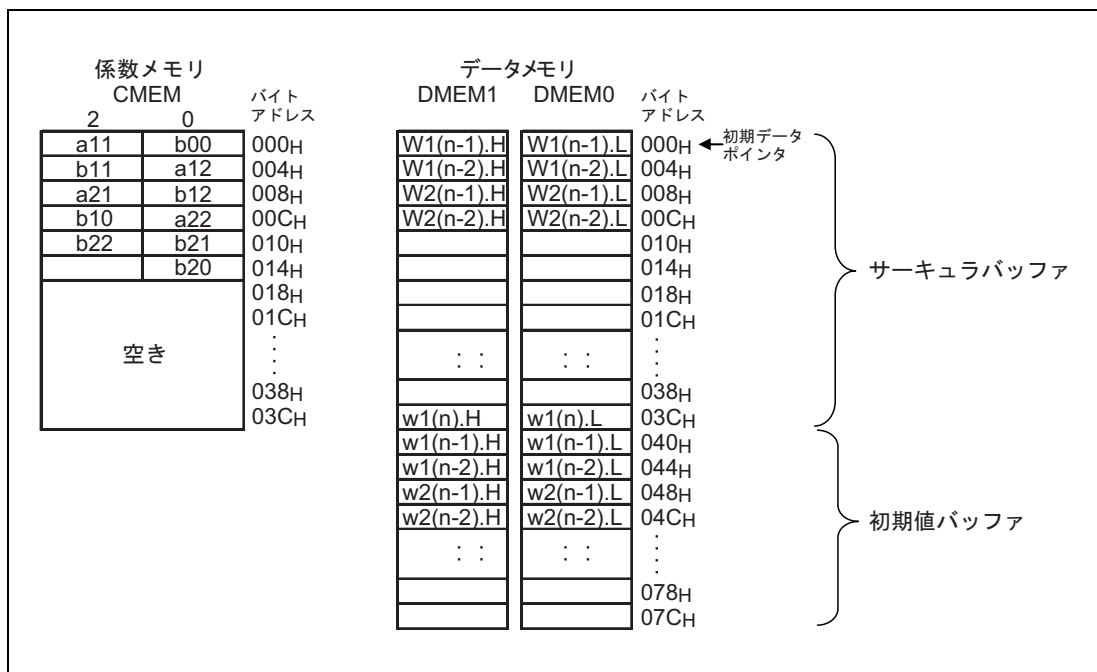 係数メモリ
CMEM
2 0
バイト
アドレス
a11 b00 000H
b11 a12 004H
a21 b12 008H
b10 a22 00CH
b22 b21 010H
b20 014H
018H
01CH
空き
:
:
038H
03CH
データメモリ
DMEM1 DMEM0
バイト
アドレス
W1(n-1).H W1(n-1).L 000H
初期データ
ポインタ
W1(n-2).H W1(n-2).L 004H
W2(n-1).H W2(n-1).L 008H
W2(n-2).H W2(n-2).L 00CH
010H
014H
018H
01CH
: : : : :
038H
w1(n).H w1(n).L 03CH
サーキュラバッファ
w1(n-1).H w1(n-1).L 040H
w1(n-2).H w1(n-2).L 044H
w2(n-1).H w2(n-1).L 048H
w2(n-2).H w2(n-2).L 04CH
: : : : :
078H
07CH
初期値バッファ